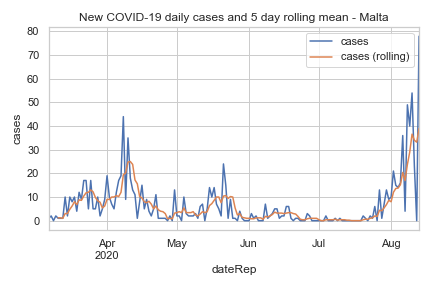 New COVID-19 daily cases and 5 day rolling mean - Malta
cases
cases (rolling)
80
70
60
50
40
30
20
10
0
cases
Apr
2020
May
Jun
Jul
Aug
dateRep